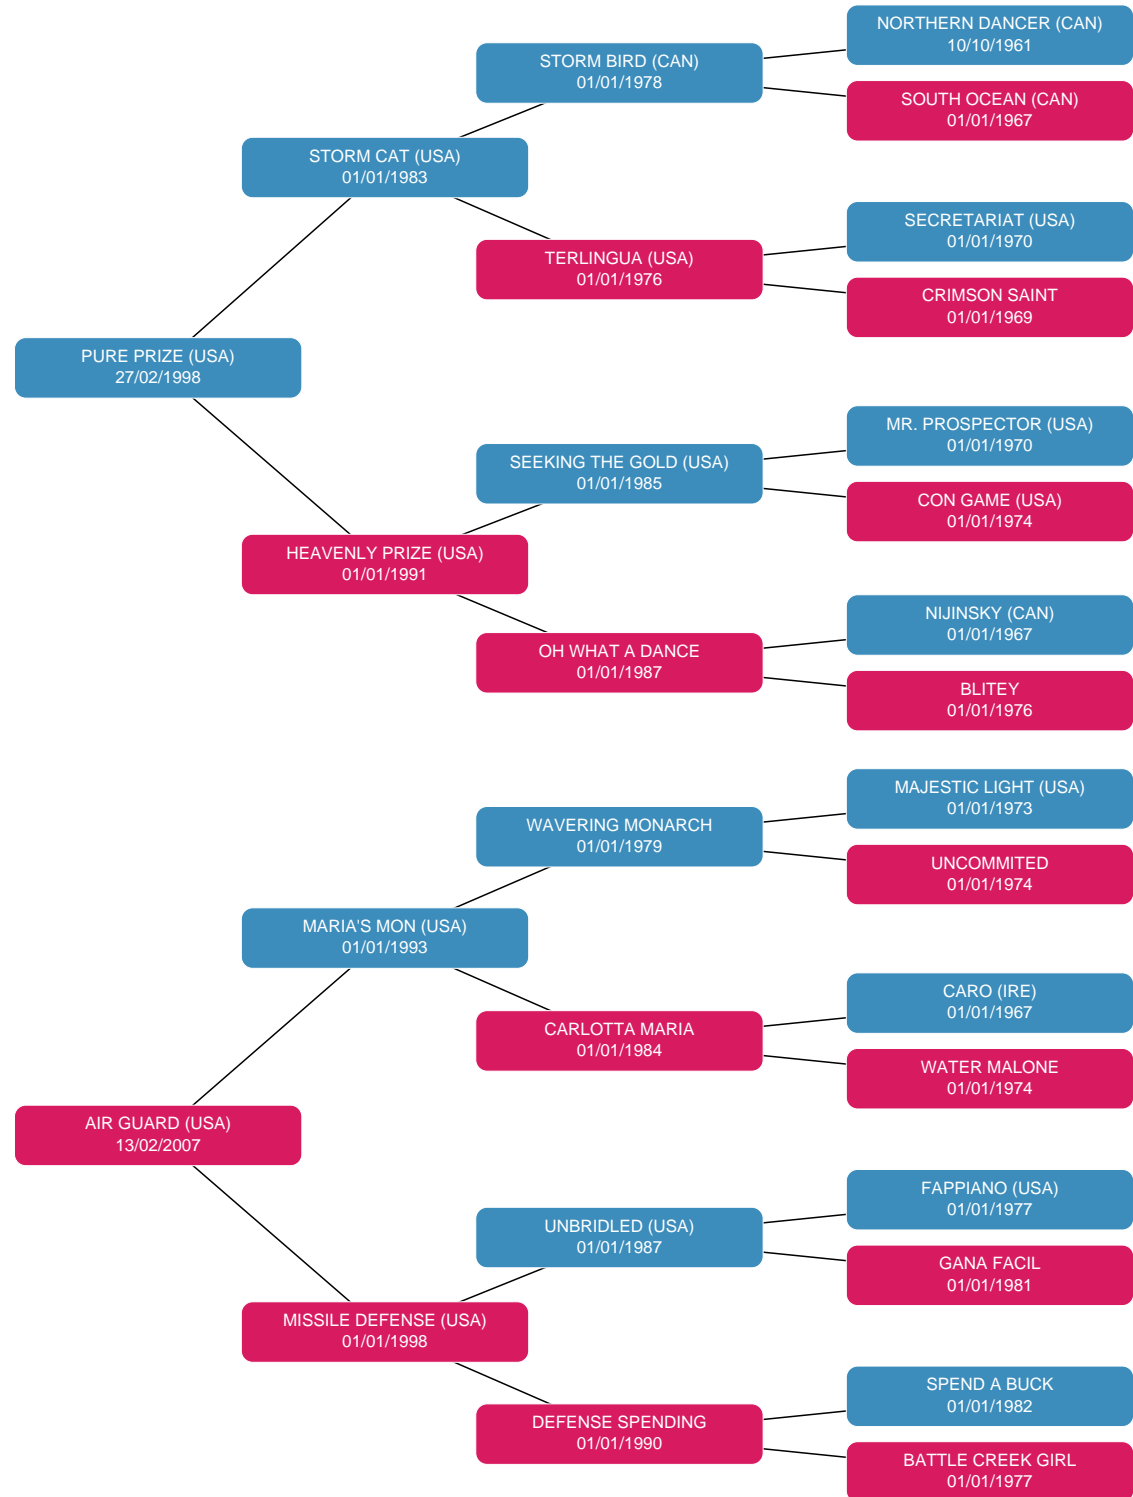 NORTHERN DANCER (CAN)
10/10/1961
STORM BIRD (CAN)
01/01/1978
SOUTH OCEAN (CAN)
01/01/1967
STORM CAT (USA)
01/01/1983
SECRETARIAT (USA)
01/01/1970
TERLINGUA (USA)
01/01/1976
CRIMSON SAINT
01/01/1969
PURE PRIZE (USA)
27/02/1998
MR. PROSPECTOR (USA)
01/01/1970
SEEKING THE GOLD (USA)
01/01/1985
CON GAME (USA)
01/01/1974
HEAVENLY PRIZE (USA)
01/01/1991
NIJINSKY (CAN)
01/01/1967
OH WHAT A DANCE
01/01/1987
BLITEY
01/01/1976
MAJESTIC LIGHT (USA)
01/01/1973
WAVERING MONARCH
01/01/1979
UNCOMMITED
01/01/1974
MARIA'S MON (USA)
01/01/1993
CARO (IRE)
01/01/1967
CARLOTTA MARIA
01/01/1984
WATER MALONE
01/01/1974
AIR GUARD (USA)
13/02/2007
FAPPIANO (USA)
01/01/1977
UNBRIDLED (USA)
01/01/1987
GANA FACIL
01/01/1981
MISSILE DEFENSE (USA)
01/01/1998
SPEND A BUCK
01/01/1982
DEFENSE SPENDING
01/01/1990
BATTLE CREEK GIRL
01/01/1977